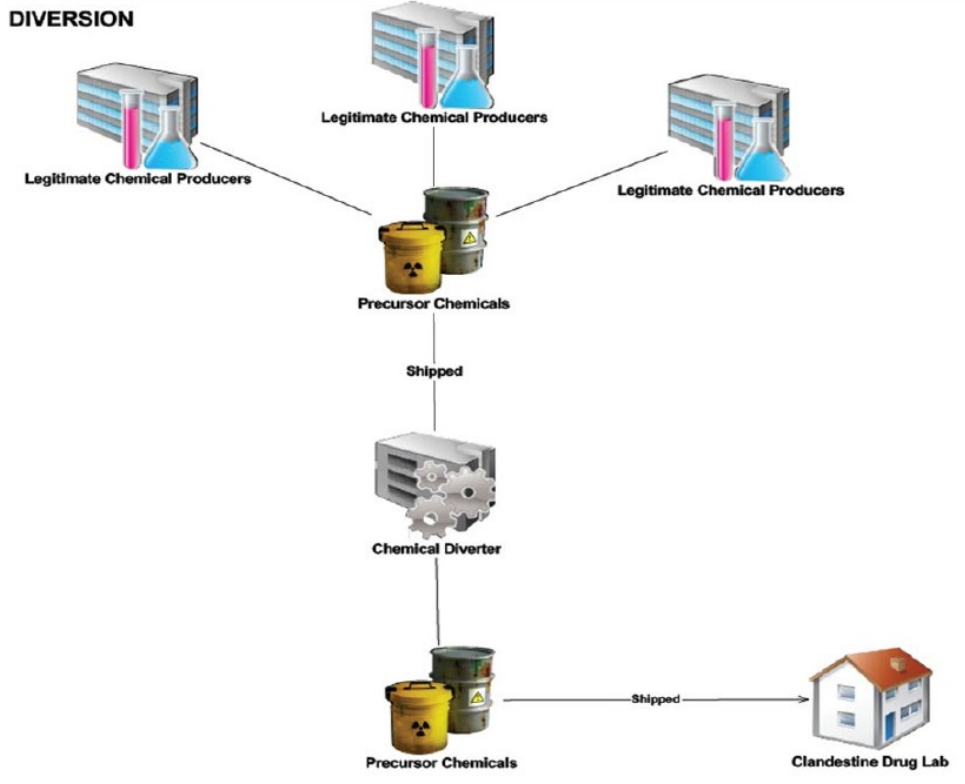 DIVERSION
Legitimate Chemical Producers
Legitimate Chemical Producers
Legitimate Chemical Producers
Precursor Chemicals
Shipped
Chemical Diverter
Precursor Chemicals
Shipped
Clandestine Drug Lab